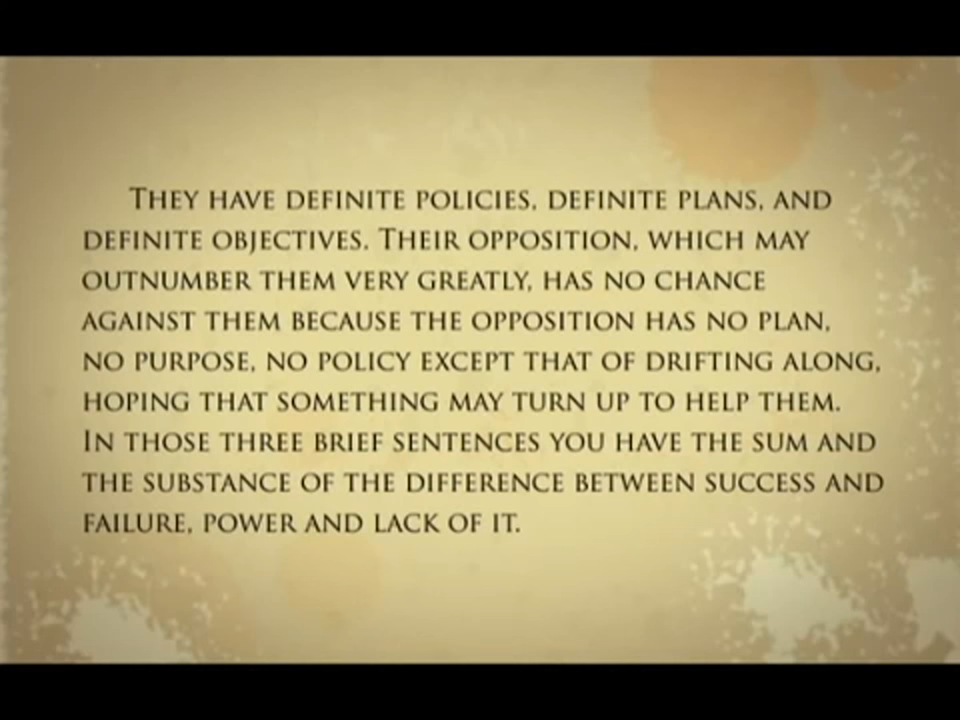 THEY HAVE DEFINITE POLICIES, DEFINITE PLANS, AND
DEFINITE OBJECTIVES. THEIR OPPOSITION, WHICH MAY
OUTNUMBER THEM VERY GREATLY, HAS NO CHANCE
AGAINST THEM BECAUSE THE OPPOSITION HAS NO PLAN,
NO PURPOSE, NO POLICY EXCEPT THAT OF DRIFTING ALONG,
HOPING THAT SOMETHING MAY TURN UP TO HELP THEM.
IN THOSE THREE BRIEF SENTENCES YOU HAVE THE SUM AND
THE SUBSTANCE OF THE DIFFERENCE BETWEEN SUCCESS AND
FAILURE, POWER AND LACK OF IT.